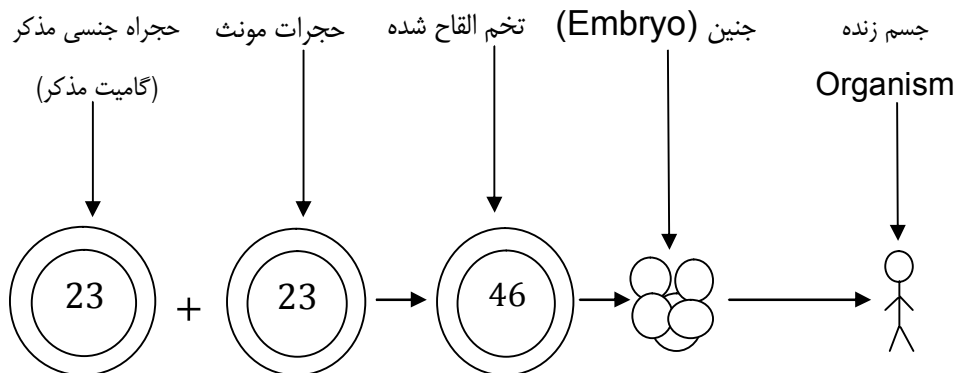 حجراه جنسی مذکر
(گامیت مذکر)
حجرات مونث
تخم القاح شده
جنین (Embryo)
جسم زنده
Organism
23
+
23
46